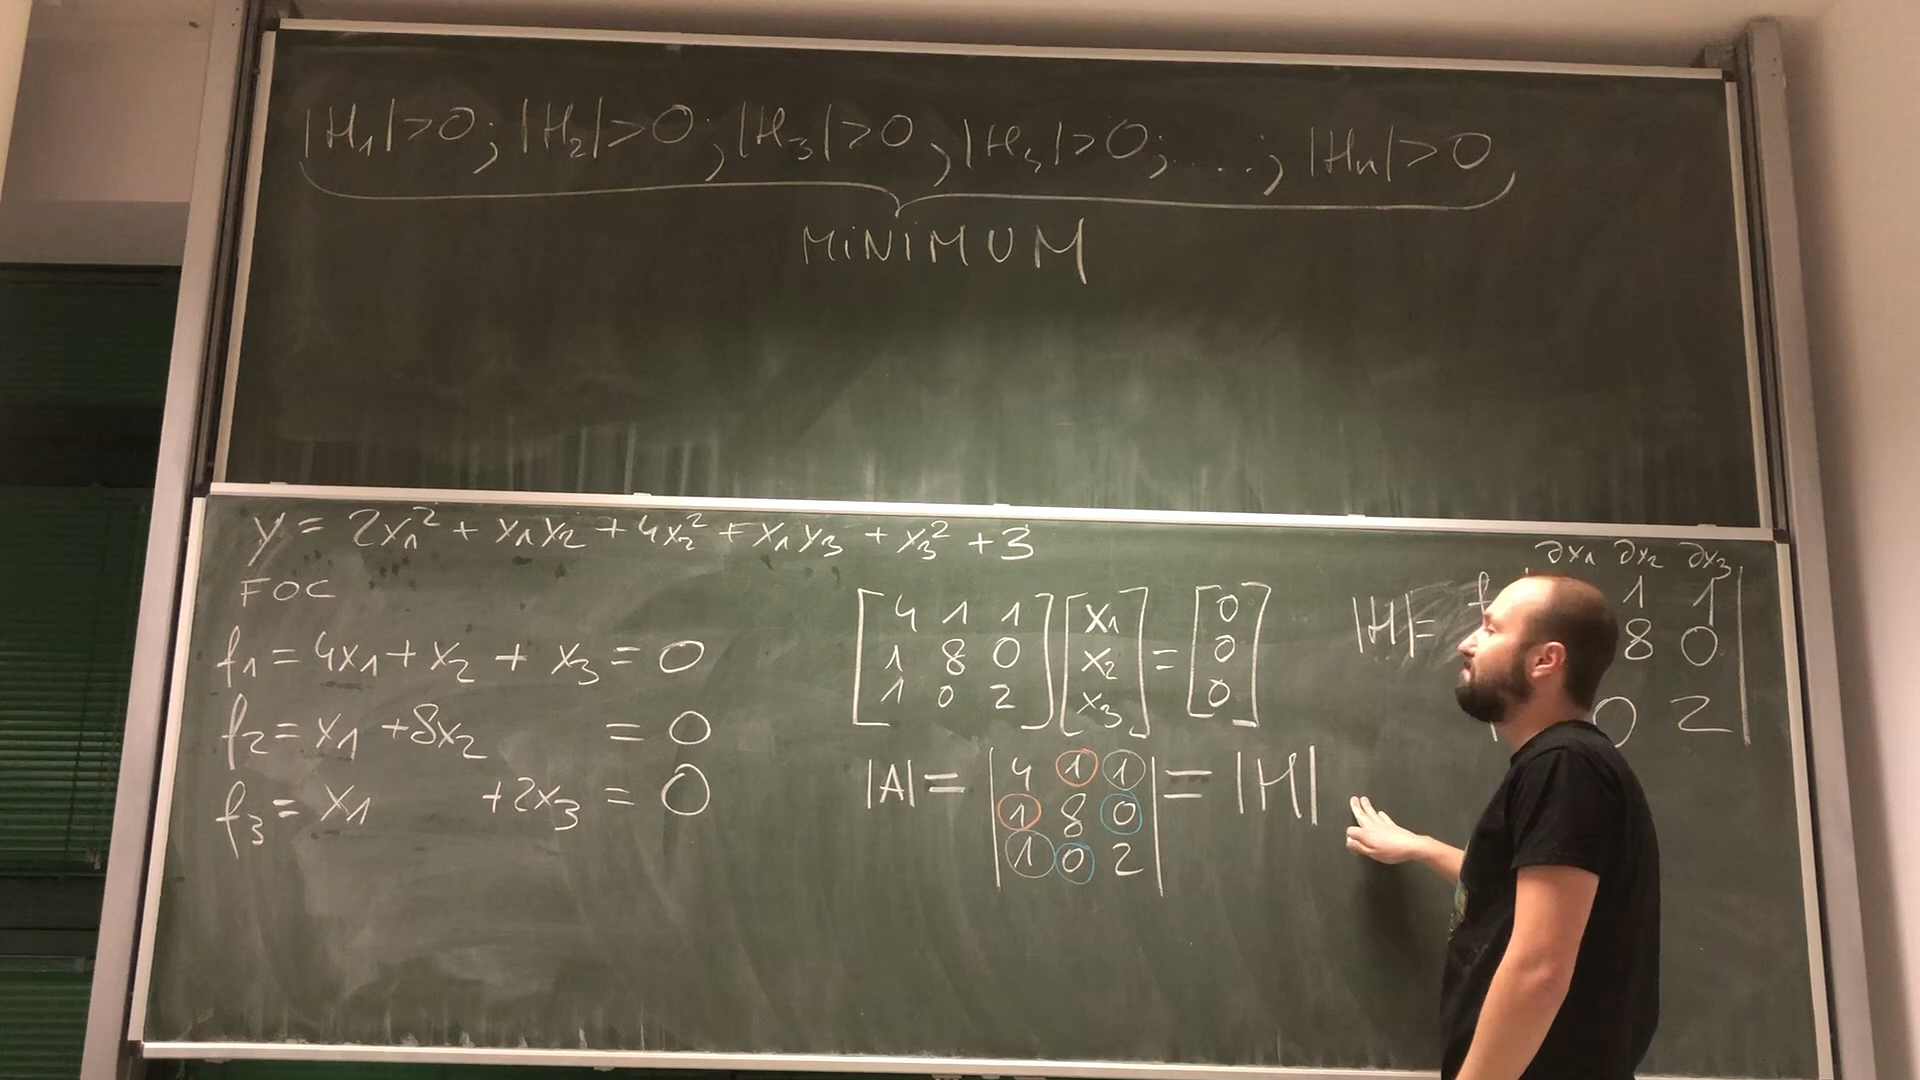 |H₁|>0; |H₂|>0; |H₃|>0; |H₄|>0; ....; |Hn|>0,
MiNiMUM
y = 2x₁² + x₁x₂ + 4x₂² + x₁x₃ + x₃² + 3
FOC
f₁ = 4x₁ + x₂ + x₃ = 0
f₂ = x₁ + 8x₂ = 0
f₃ = x₁ + 2x₃ = 0
[4 1 1] [x₁] = [0]
[1 8 0] [x₂] [0]
[1 0 2] [x₃] [0]
|A| = |4 1 1| = |H|
|1 8 0|
|1 0 2|
∂x₁ ∂x₂ ∂x₃
|H| = 1 1|
8 0|
0 2|